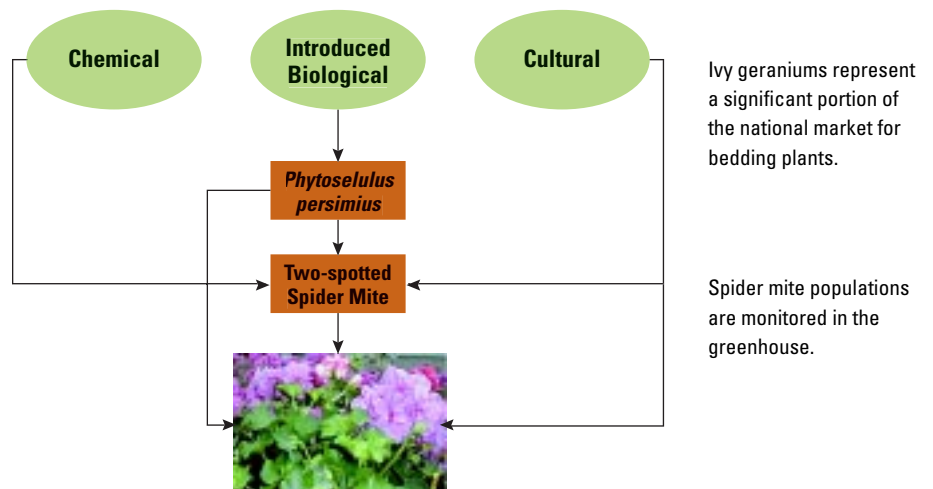 Chemical
Introduced
Biological
Cultural
Phytoselulus
persimius
Two-spotted
Spider Mite
Ivy geraniums represent
a significant portion of
the national market for
bedding plants.
Spider mite populations
are monitored in the
greenhouse.